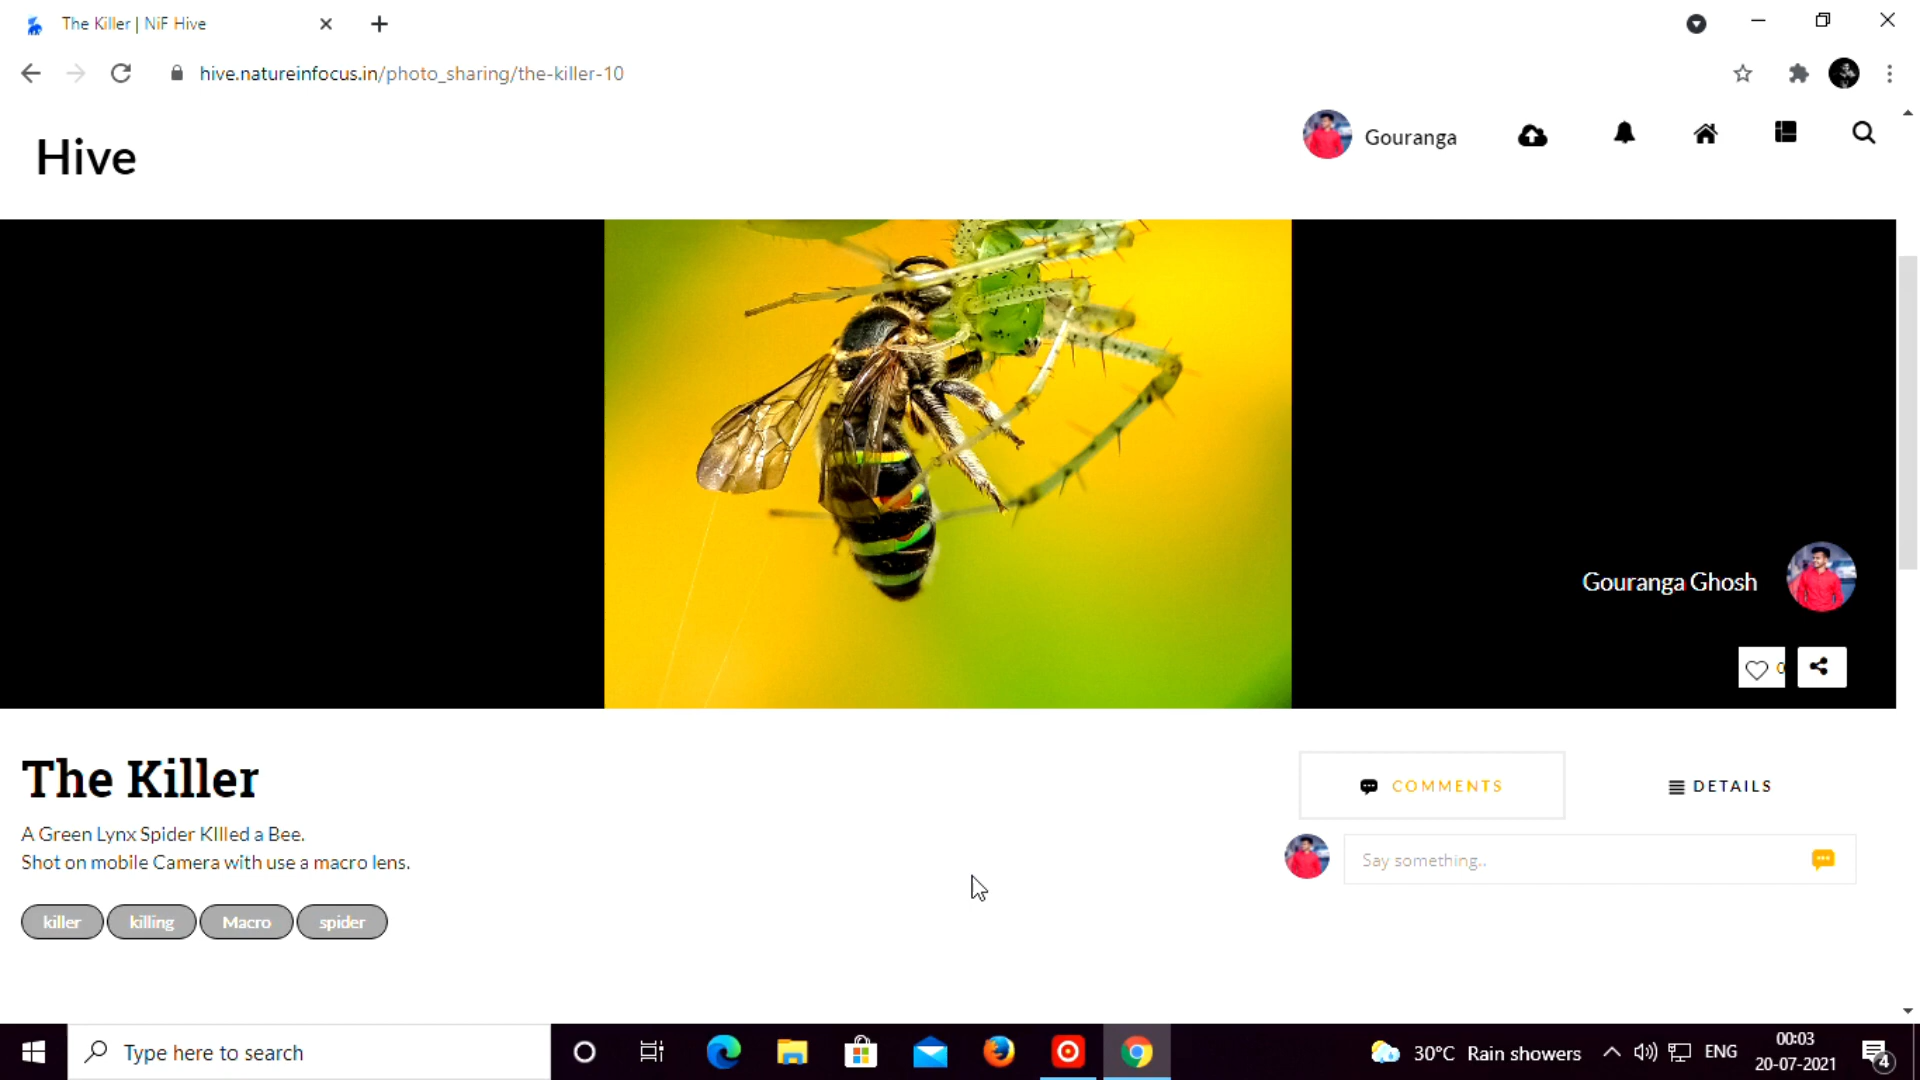 The Killer | NiF Hive
hive.natureinfocus.in/photo_sharing/the-killer-10
Hive
Gouranga
Gouranga Ghosh
0
The Killer
A Green Lynx Spider KIlled a Bee.
Shot on mobile Camera with use a macro lens.
killer killing Macro spider
COMMENTS
DETAILS
Say something..
Type here to search
30°C Rain showers
ENG
00:03
20-07-2021
4